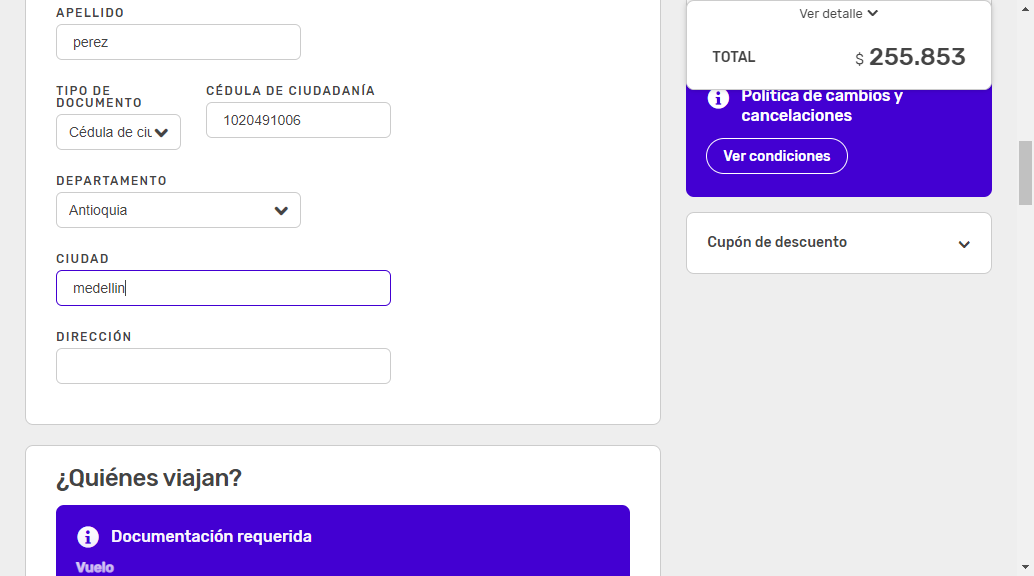 APELLIDO
perez
TIPO DE
DOCUMENTO
CÉDULA DE CIUDADANÍA
Cédula de ciu
1020491006
DEPARTAMENTO
Antioquia
CIUDAD
medellin
DIRECCIÓN
¿Quiénes viajan?
Documentación requerida
Vuelo
Ver detalle
TOTAL
$ 255.853
Política de cambios y
cancelaciones
Ver condiciones
Cupón de descuento